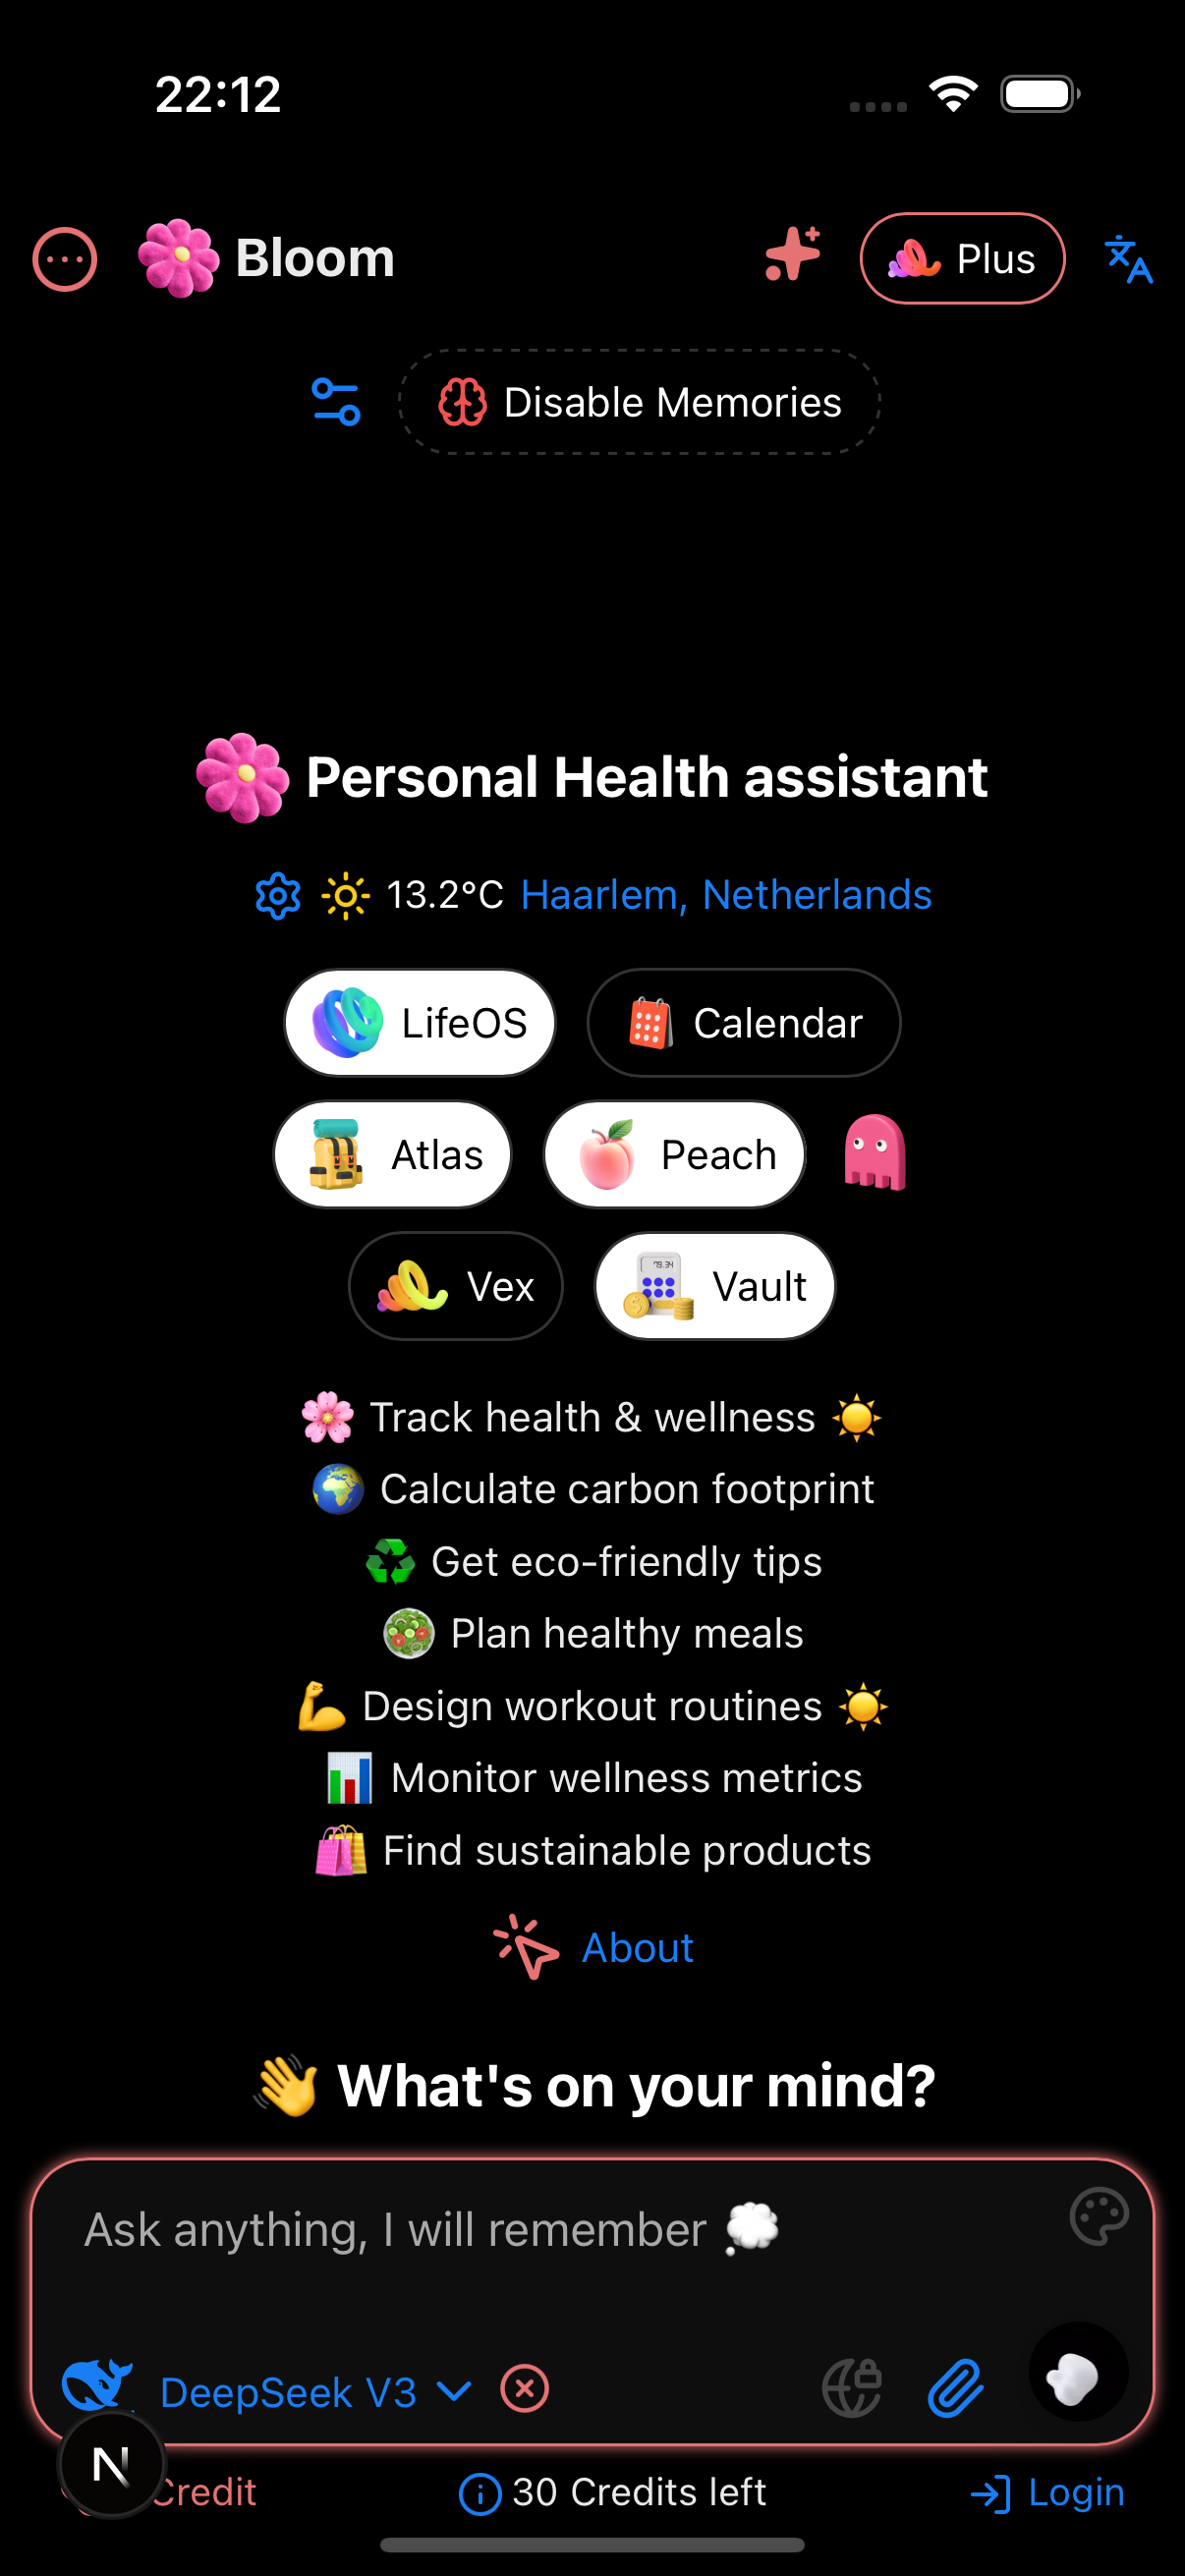 22:12
Bloom
Plus
Disable Memories
Personal Health assistant
13.2°C Haarlem, Netherlands
LifeOS
Calendar
Atlas
Peach
Vex
Vault
🌸 Track health & wellness ☀️
🌍 Calculate carbon footprint
♻️ Get eco-friendly tips
🥗 Plan healthy meals
💪 Design workout routines ☀️
📊 Monitor wellness metrics
🛍️ Find sustainable products
About
👋 What's on your mind?
Ask anything, I will remember 💭
DeepSeek V3
N
Credit
30 Credits left
Login